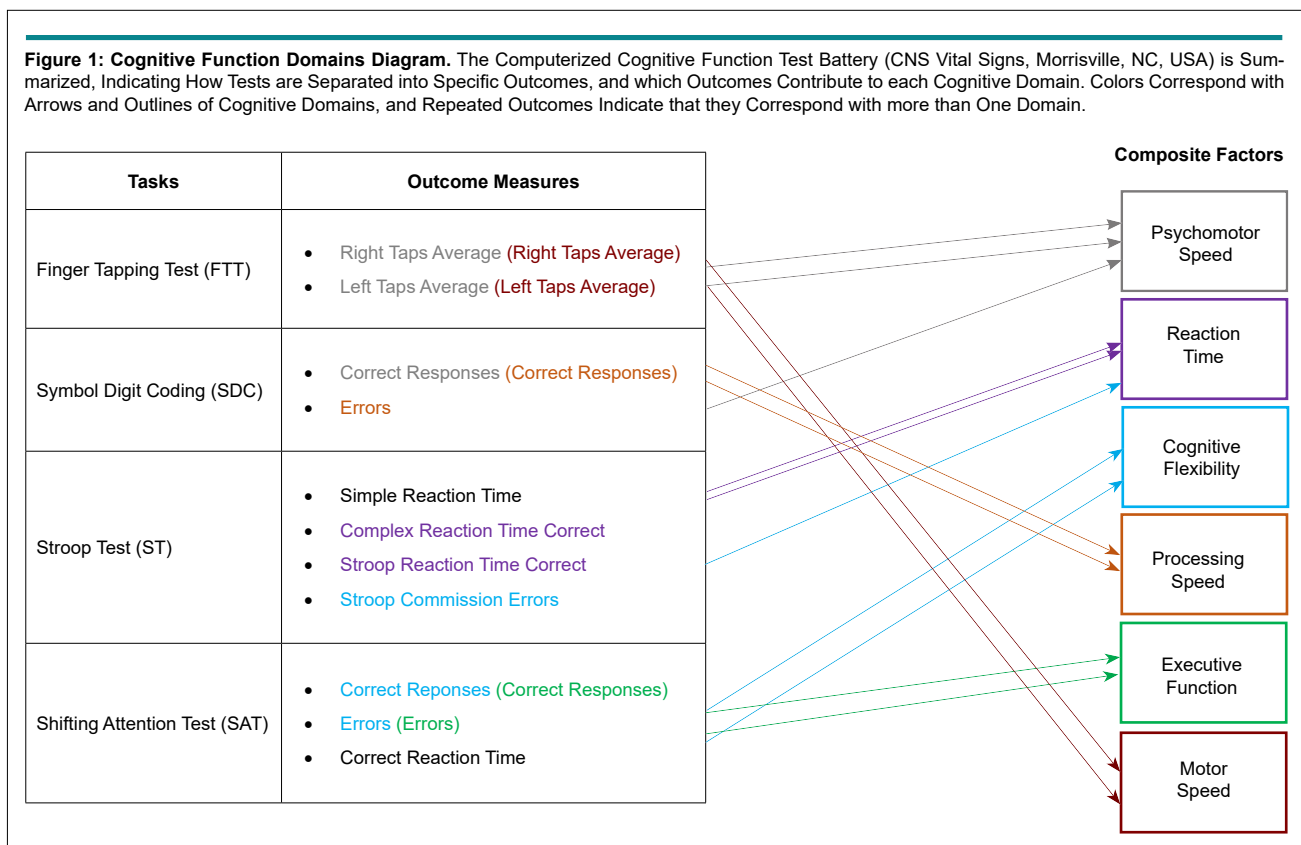 Figure 1: Cognitive Function Domains Diagram. The Computerized Cognitive Function Test Battery (CNS Vital Signs, Morrisville, NC, USA) is Sum-
marized, Indicating How Tests are Separated into Specific Outcomes, and which Outcomes Contribute to each Cognitive Domain. Colors Correspond with
Arrows and Outlines of Cognitive Domains, and Repeated Outcomes Indicate that they Correspond with more than One Domain.
Tasks
Outcome Measures
Finger Tapping Test (FTT)
• Right Taps Average (Right Taps Average)
• Left Taps Average (Left Taps Average)
Symbol Digit Coding (SDC)
• Correct Responses (Correct Responses)
• Errors
Stroop Test (ST)
• Simple Reaction Time
• Complex Reaction Time Correct
• Stroop Reaction Time Correct
• Stroop Commission Errors
Shifting Attention Test (SAT)
• Correct Reponses (Correct Responses)
• Errors (Errors)
• Correct Reaction Time
Composite Factors
Psychomotor
Speed
Reaction
Time
Cognitive
Flexibility
Processing
Speed
Executive
Function
Motor
Speed